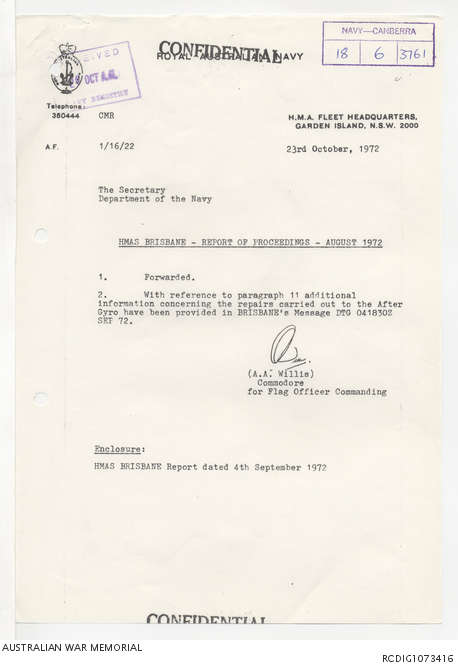 CONFIDENTIAL
ROYAL AUSTRALIAN NAVY
NAVY—CANBERRA
18 6 3761
OCT
Telephone:
360444 CMR
H.M.A. FLEET HEADQUARTERS,
GARDEN ISLAND, N.S.W. 2000
A.F. 1/16/22 23rd October, 1972
The Secretary
Department of the Navy
HMAS BRISBANE - REPORT OF PROCEEDINGS - AUGUST 1972
1. Forwarded.
2. With reference to paragraph 11 additional
information concerning the repairs carried out to the After
Gyro have been provided in BRISBANE's Message DTG 041830Z
SEP 72.
(A.A. Willis)
Commodore
for Flag Officer Commanding
Enclosure:
HMAS BRISBANE Report dated 4th September 1972
CONFIDENTIAL
AUSTRALIAN WAR MEMORIAL
RCDIG1073416